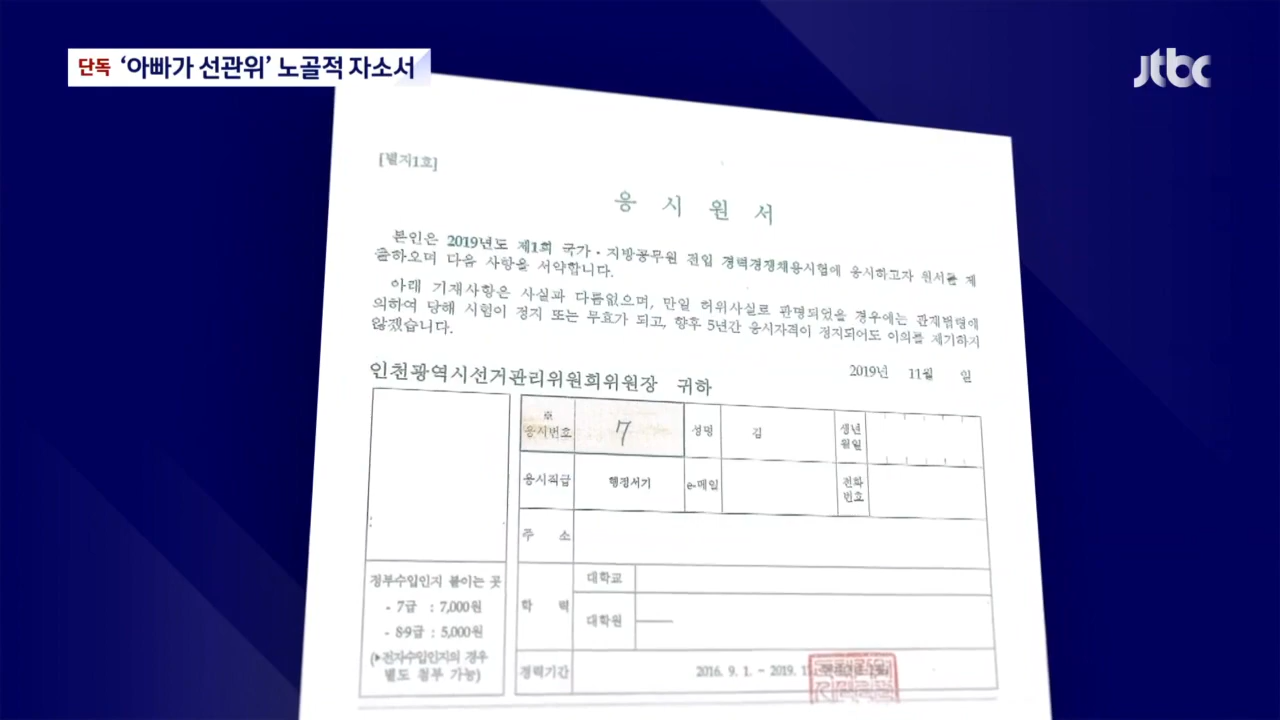 단독 '아빠가 선관위' 노골적 자소서
jtbc
[별지1호]
응 시 원 서
본인은 2019년도 제1회 국가·지방공무원 전입 경력경쟁채용시험에 응시하고자 원서를 제
출하오며 다음 사항을 서약합니다.
아래 기재사항은 사실과 다름없으며, 만일 허위사실로 판명되었을 경우에는 관계법령에
의하여 당해 시험이 정지 또는 무효가 되고, 향후 5년간 응시자격이 정지되어도 이의를 제기하지
않겠습니다.
2019년 11월 일
인천광역시선거관리위원회위원장 귀하
※
응시번호 7 성명 김 생년
월일
응시직급 행정서기 e-메일 전화
번호
주 소
정부수입인지 붙이는 곳
- 7급 : 7,000원
- 8·9급 : 5,000원
(▶전자수입인지의 경우
별도 첨부 가능)
학 력 대학교
대학원
경력기간 2016. 9. 1. ~ 2019. 1